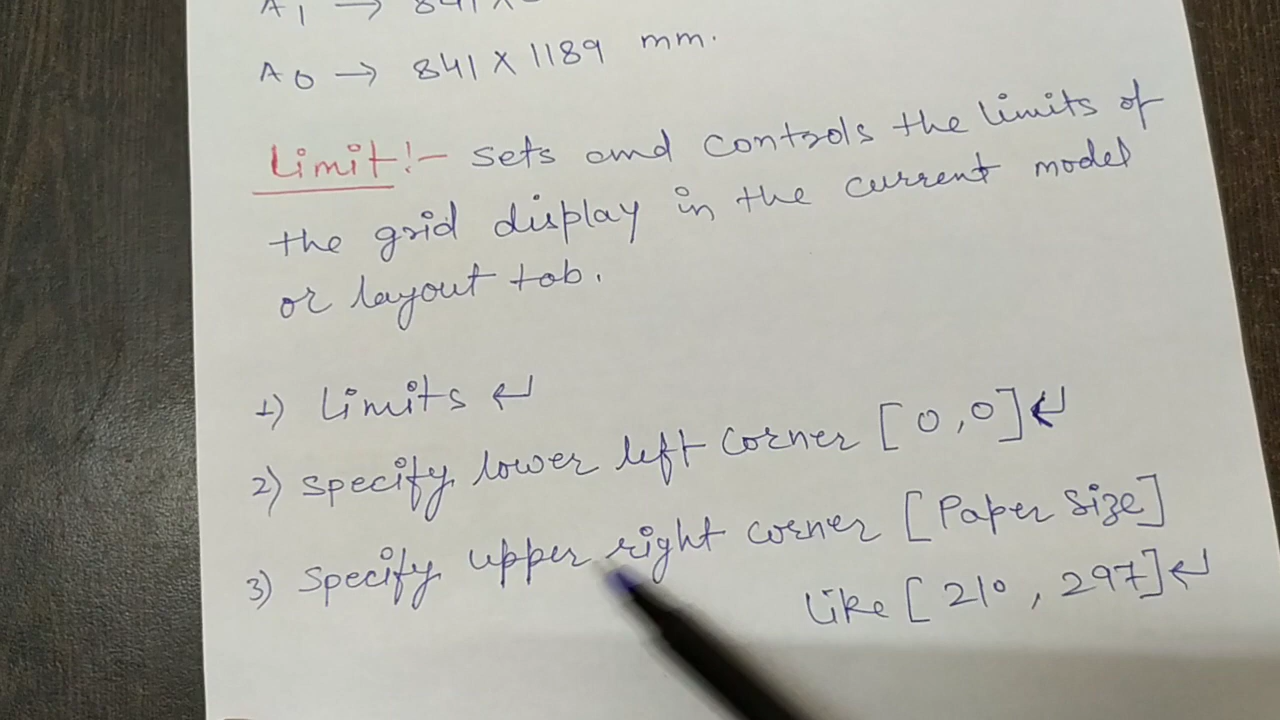 A1 → 841 X
A0 → 841 X 1189 mm.
Limit:- sets and controls the limits of
the grid display in the current model
or layout tab.
1) Limits ↵
2) Specify lower left corner [0,0]↵
3) Specify upper right corner [Paper Size]
Like [210, 297]↵